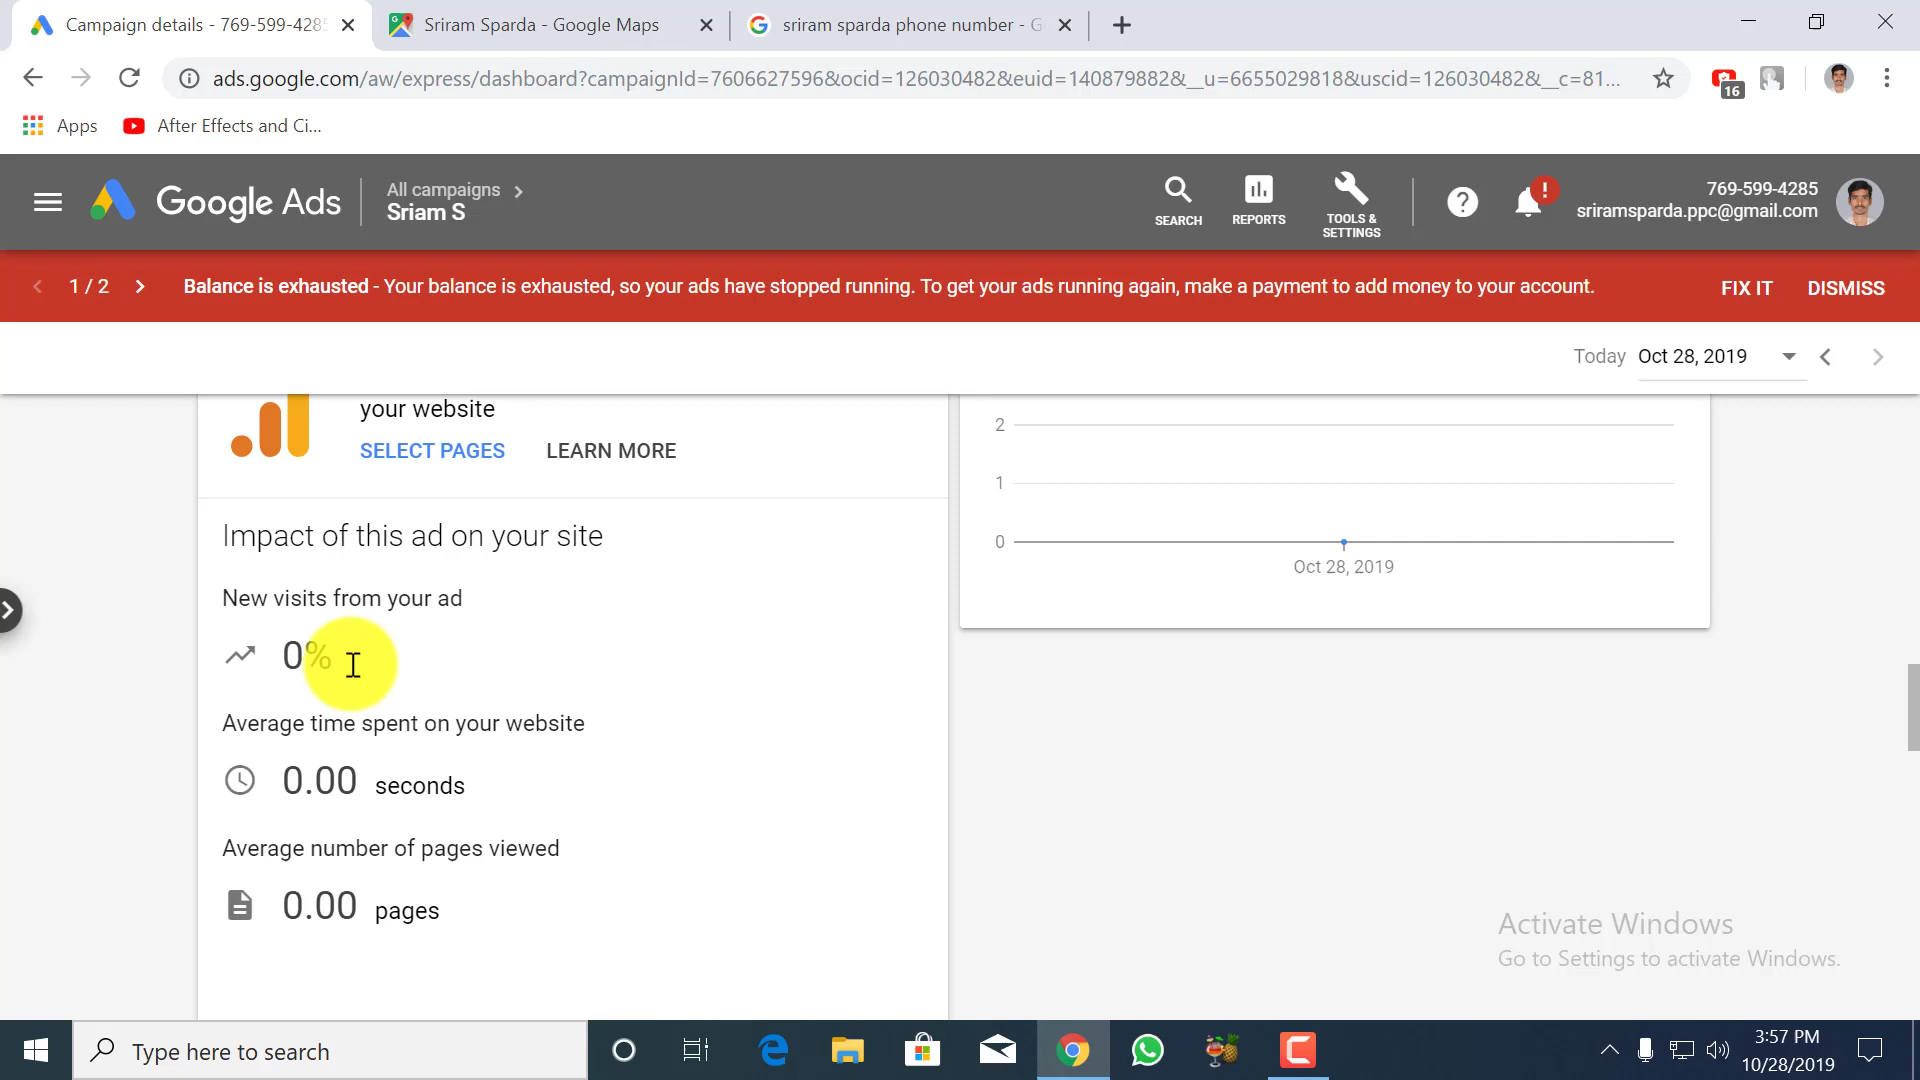 Campaign details - 769-599-428
Sriram Sparda - Google Maps
sriram sparda phone number - G
ads.google.com/aw/express/dashboard?campaignId=7606627596&ocid=126030482&euid=140879882&__u=6655029818&uscid=126030482&__c=81...
16
Apps
After Effects and Ci...
Google Ads
All campaigns
Sriam S
SEARCH
REPORTS
TOOLS &
SETTINGS
?
!
769-599-4285
sriramsparda.ppc@gmail.com
1 / 2
Balance is exhausted - Your balance is exhausted, so your ads have stopped running. To get your ads running again, make a payment to add money to your account.
FIX IT
DISMISS
Today Oct 28, 2019
your website
SELECT PAGES
LEARN MORE
2
1
0
Oct 28, 2019
Impact of this ad on your site
New visits from your ad
0%
Average time spent on your website
0.00 seconds
Average number of pages viewed
0.00 pages
Activate Windows
Go to Settings to activate Windows.
Type here to search
3:57 PM
10/28/2019